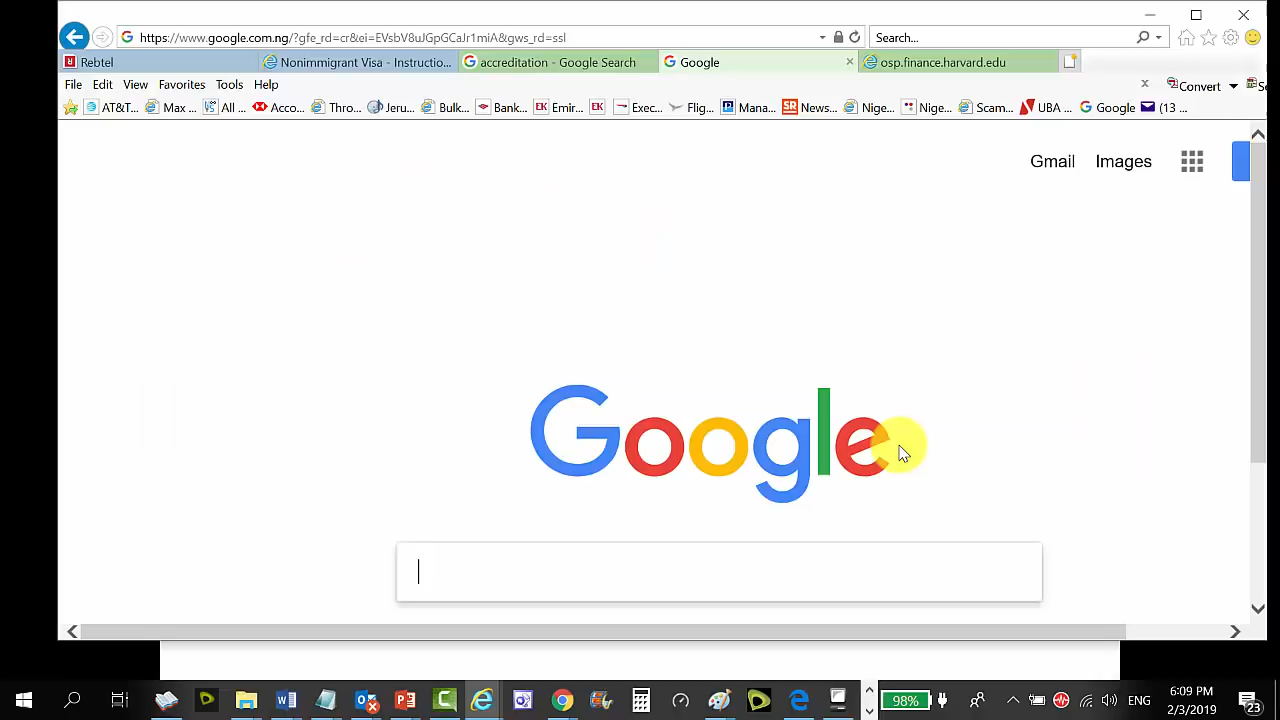 https://www.google.com.ng/?gfe_rd=cr&ei=EVsbV8uJGpGCaJr1miA&gws_rd=ssl
Search...
Rebtel
Nonimmigrant Visa - Instructio...
accreditation - Google Search
Google
osp.finance.harvard.edu
File Edit View Favorites Tools Help
x Convert
AT&T... Max ... All ... Acco... Thro... Jeru... Bulk... Bank... EK Emir... EK Exec... Flig... Mana... SR News... Nige... Nige... Scam... UBA ... Google (13 ...
Gmail Images
Google
98% ENG
6:09 PM
2/3/2019
23